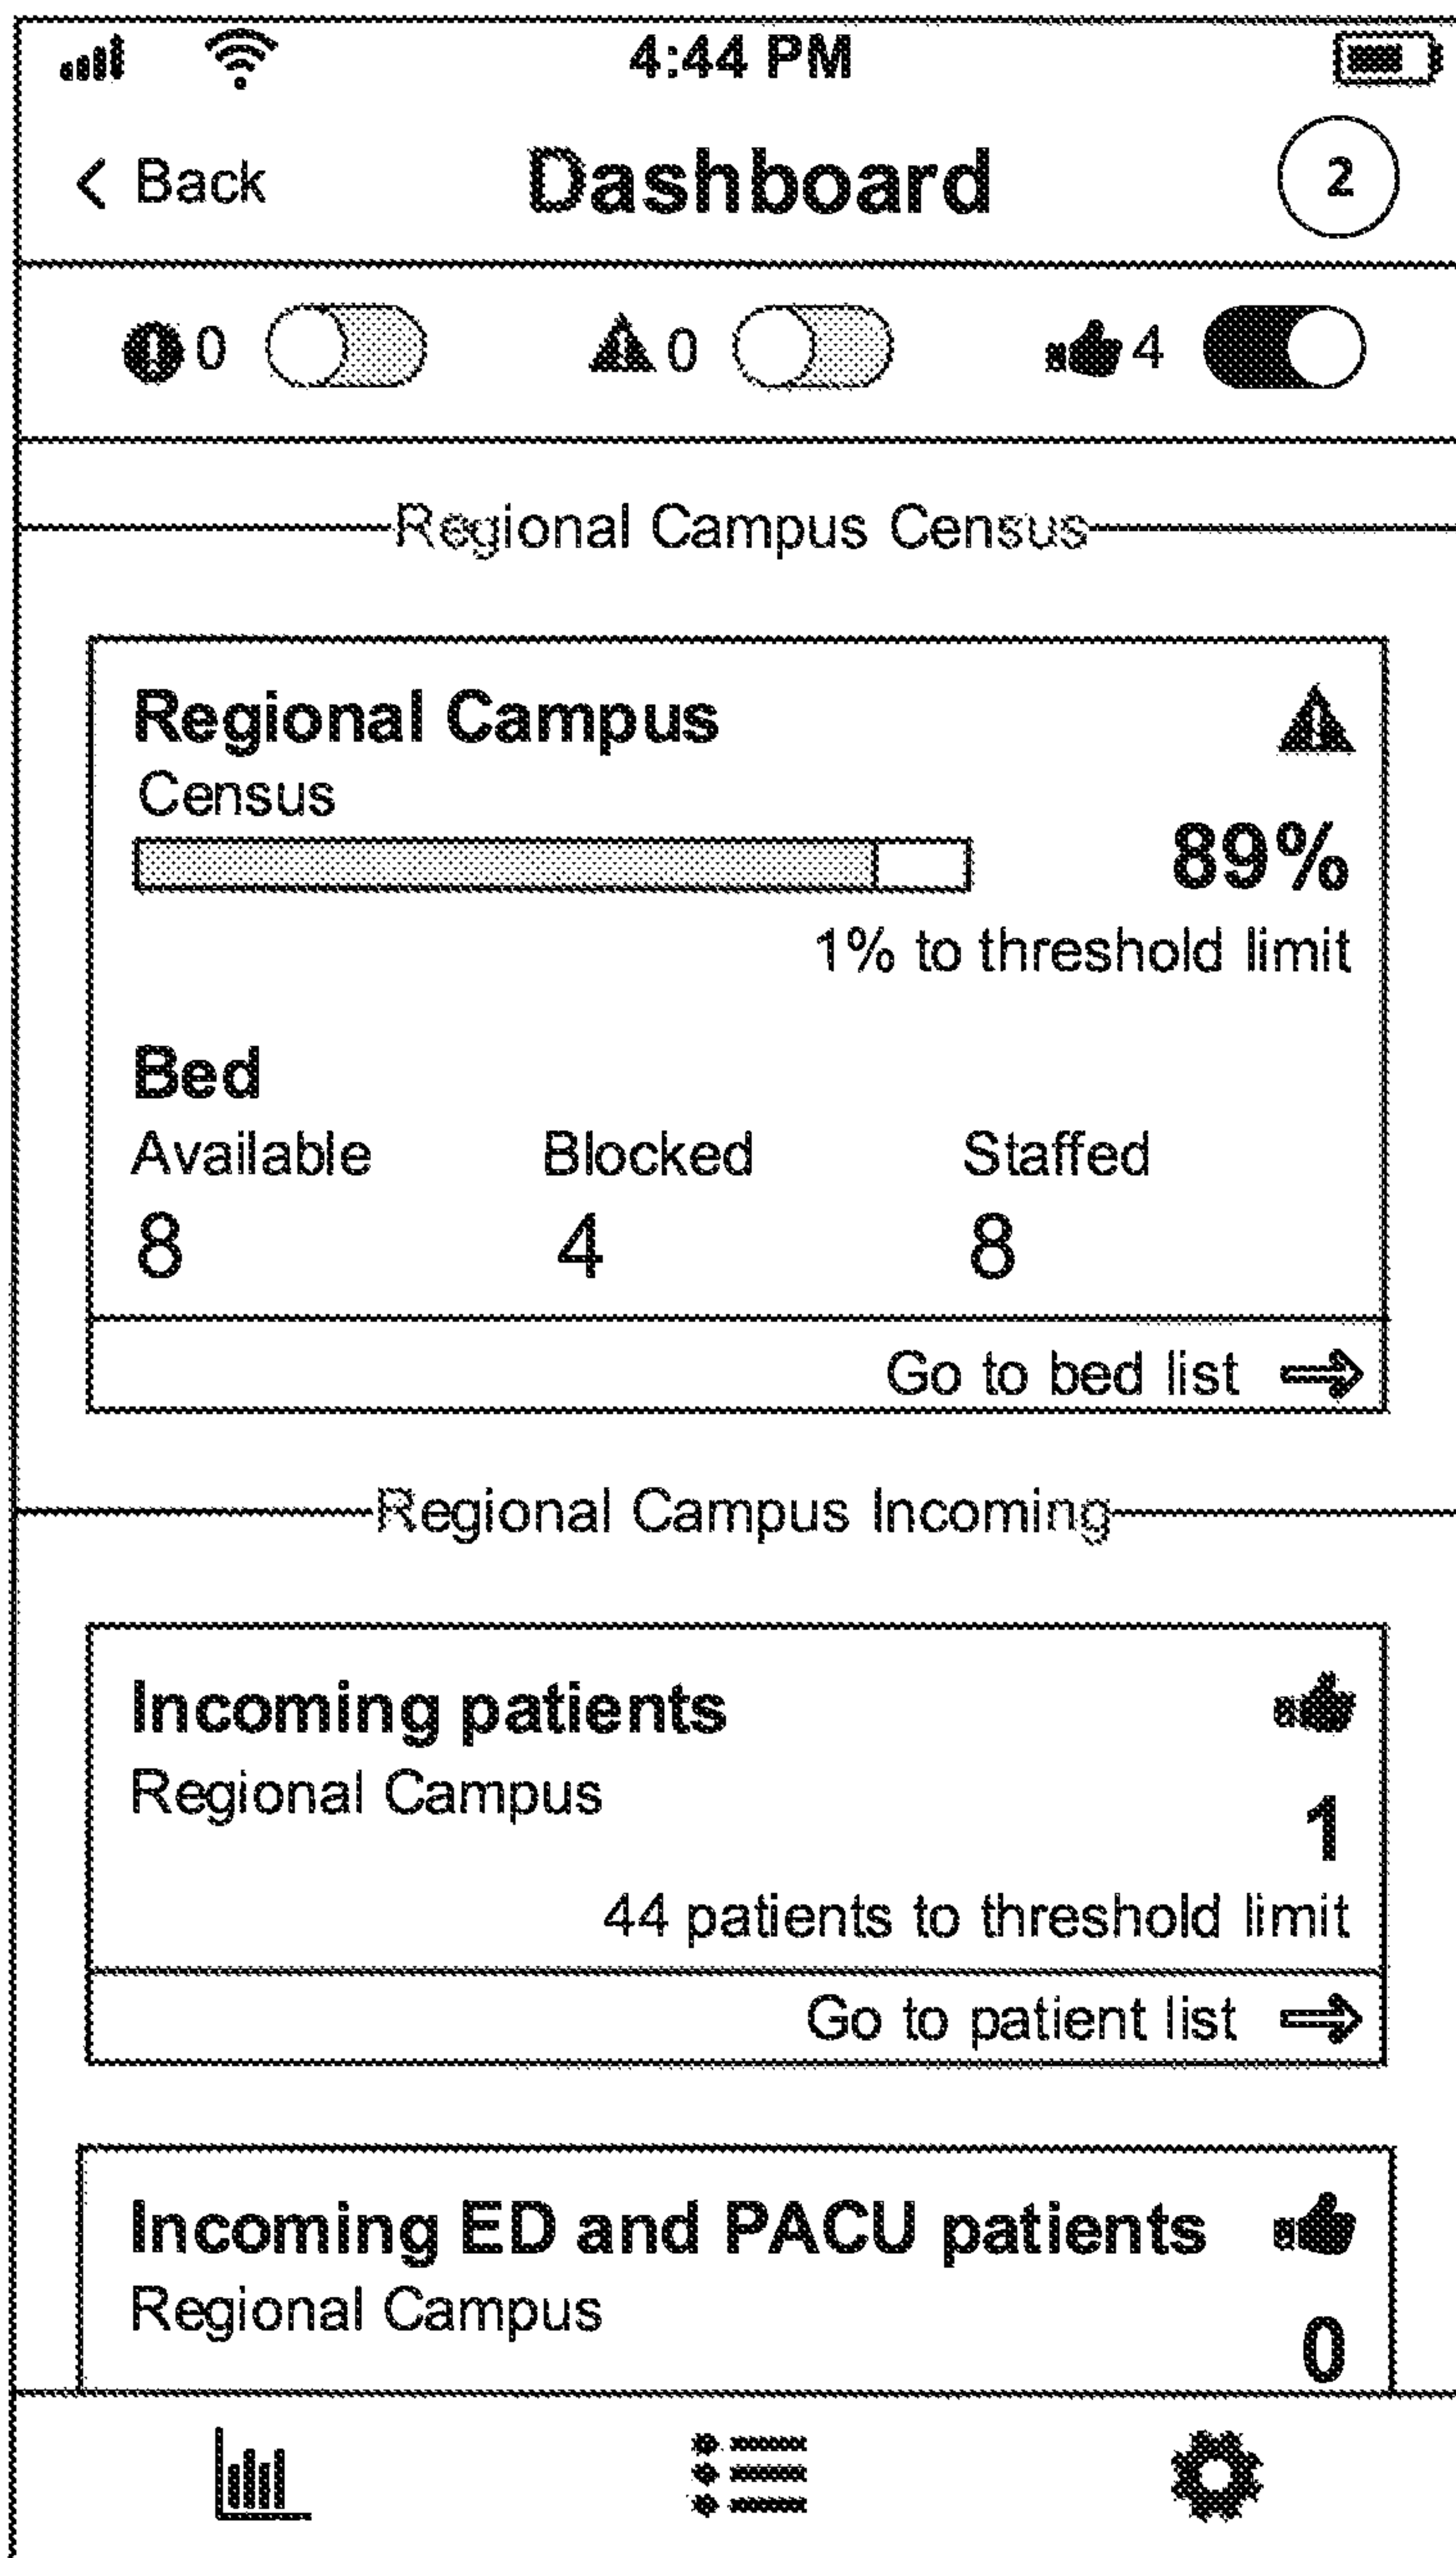 4:44 PM
< Back Dashboard 2
0 0 4
Regional Campus Census
Regional Campus
Census
89%
1% to threshold limit
Bed
Available Blocked Staffed
8 4 8
Go to bed list
Regional Campus Incoming
Incoming patients
Regional Campus
1
44 patients to threshold limit
Go to patient list
Incoming ED and PACU patients
Regional Campus
0